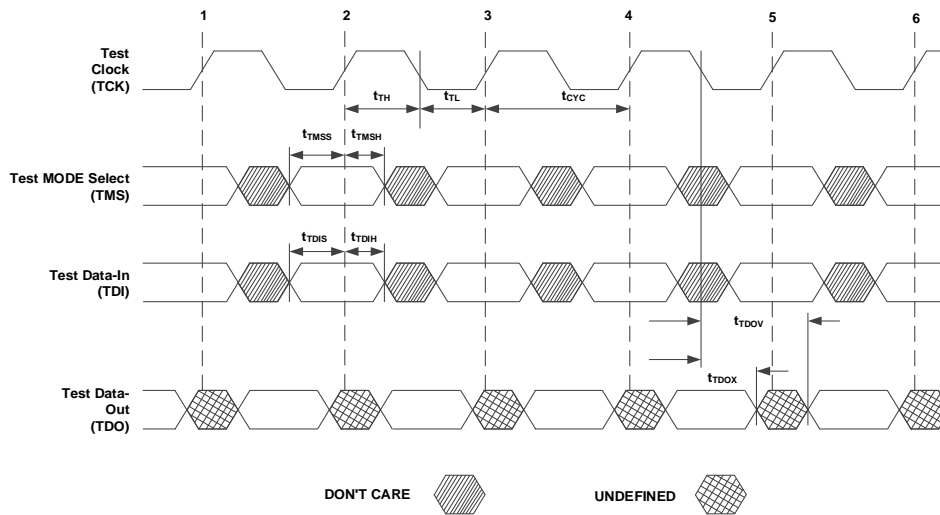 1 2 3 4 5 6
Test
Clock
(TCK)
tTH tTL tCYC
tTMSS tTMSH
Test MODE Select
(TMS)
tTDIS tTDIH
Test Data-In
(TDI)
tTDOV
tTDOX
Test Data-
Out
(TDO)
DON'T CARE UNDEFINED